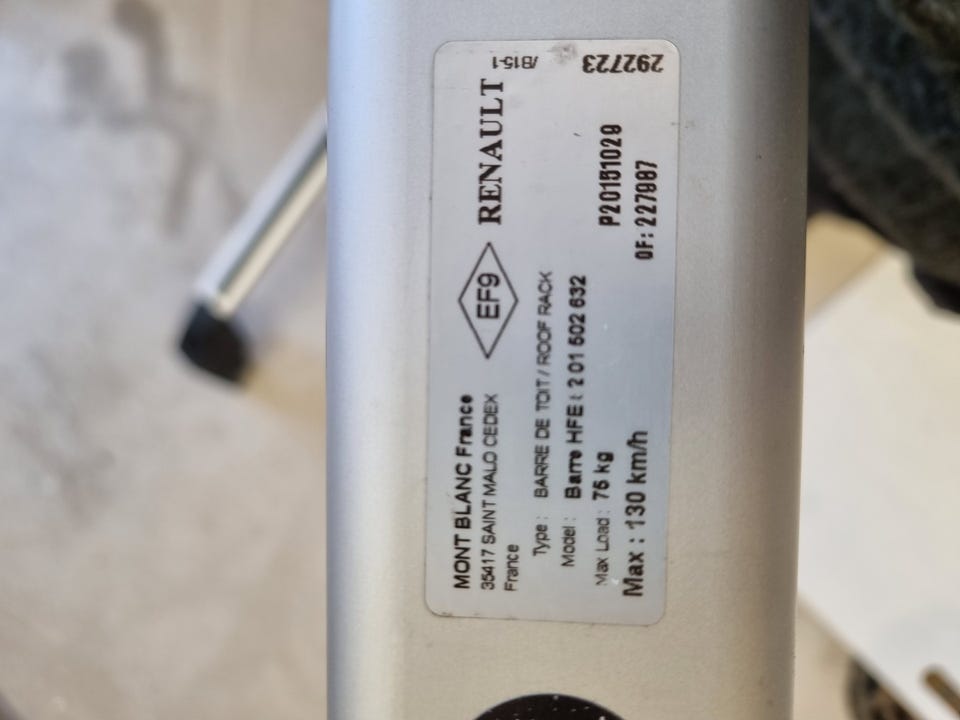 MONT BLANC France
35417 SAINT MALO CEDEX
France
EF9
RENAULT
Type : BARRE DE TOIT / ROOF RACK
Model : Barre HFE : 2 01 502 632
Max Load : 75 kg
Max : 130 km/h
P20151029
OF: 227987
/B15-1
292723